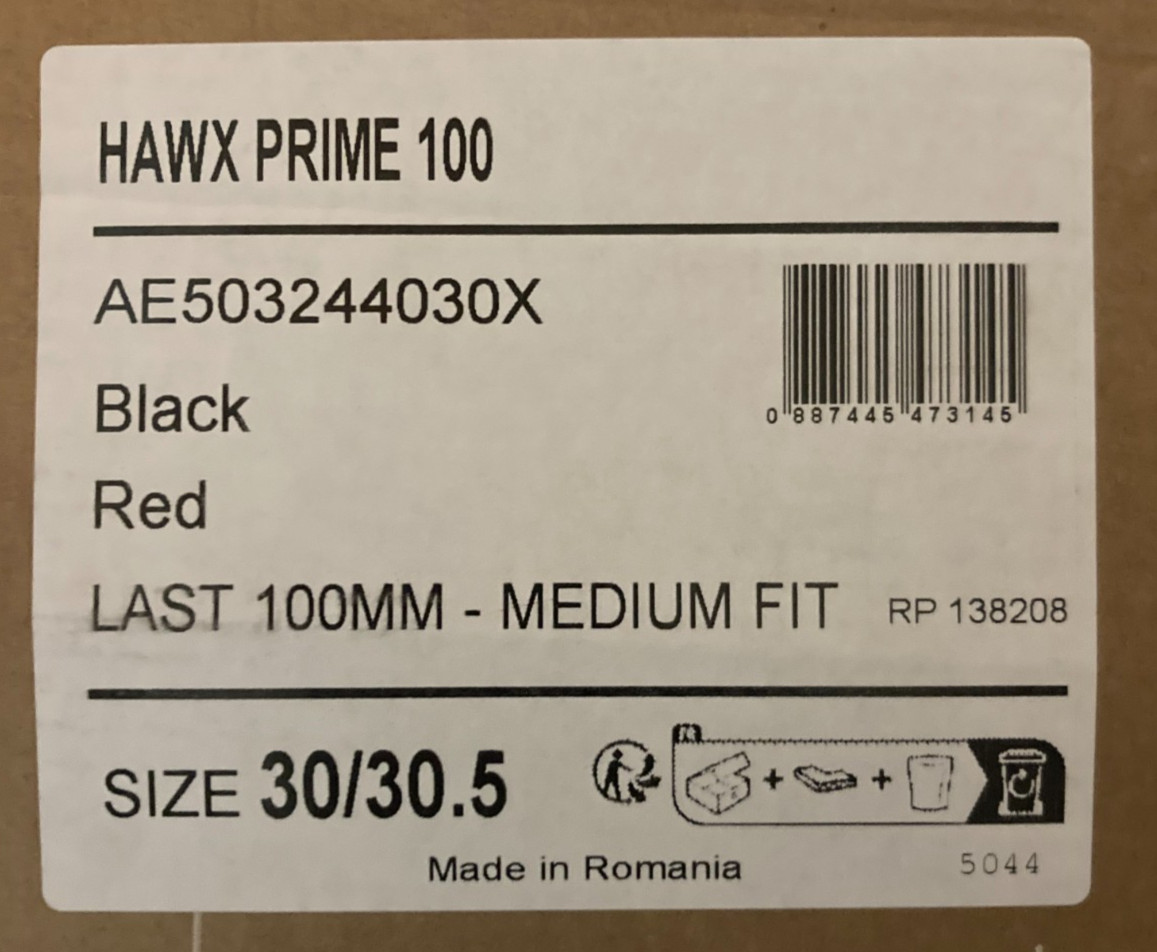 HAWX PRIME 100
AE503244030X
0 887445 473145
Black
Red
LAST 100MM - MEDIUM FIT RP 138208
SIZE 30/30.5
Made in Romania 5044